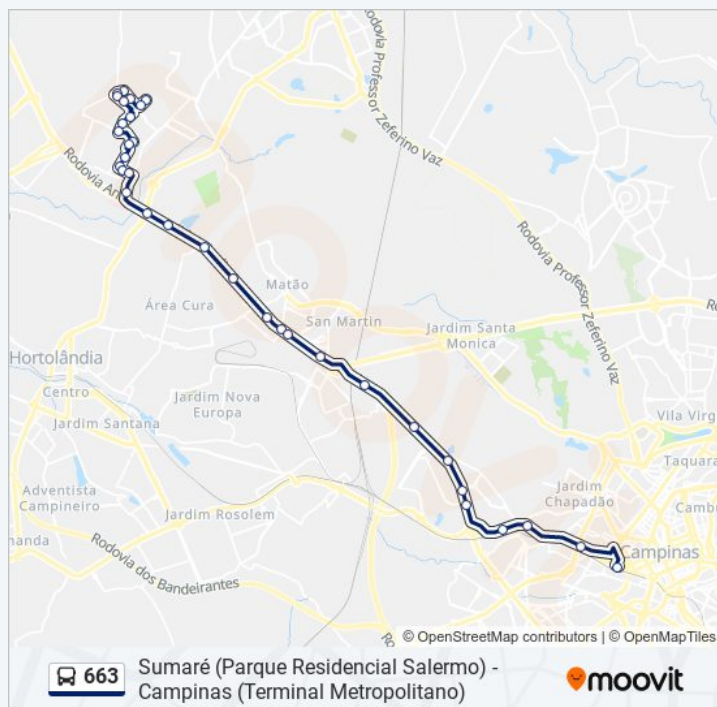 Rodovia Professor Zeferino Vaz
Rodovia An
Matão
Área Cura
San Martin
Jardim Santa
Monica
Rodovia Professor Zeferino Vaz
Hortolândia
Centro
Jardim Nova
Europa
Jardim Santana
Vila Virg
Taquara
Jardim
Chapadão
Cambu
Adventista
Campineiro
Jardim Rosolem
manda
Rodovia dos Bandeirantes
Campinas
© OpenStreetMap contributors | © OpenMapTiles
663
Sumaré (Parque Residencial Salermo) -
Campinas (Terminal Metropolitano)
moovit